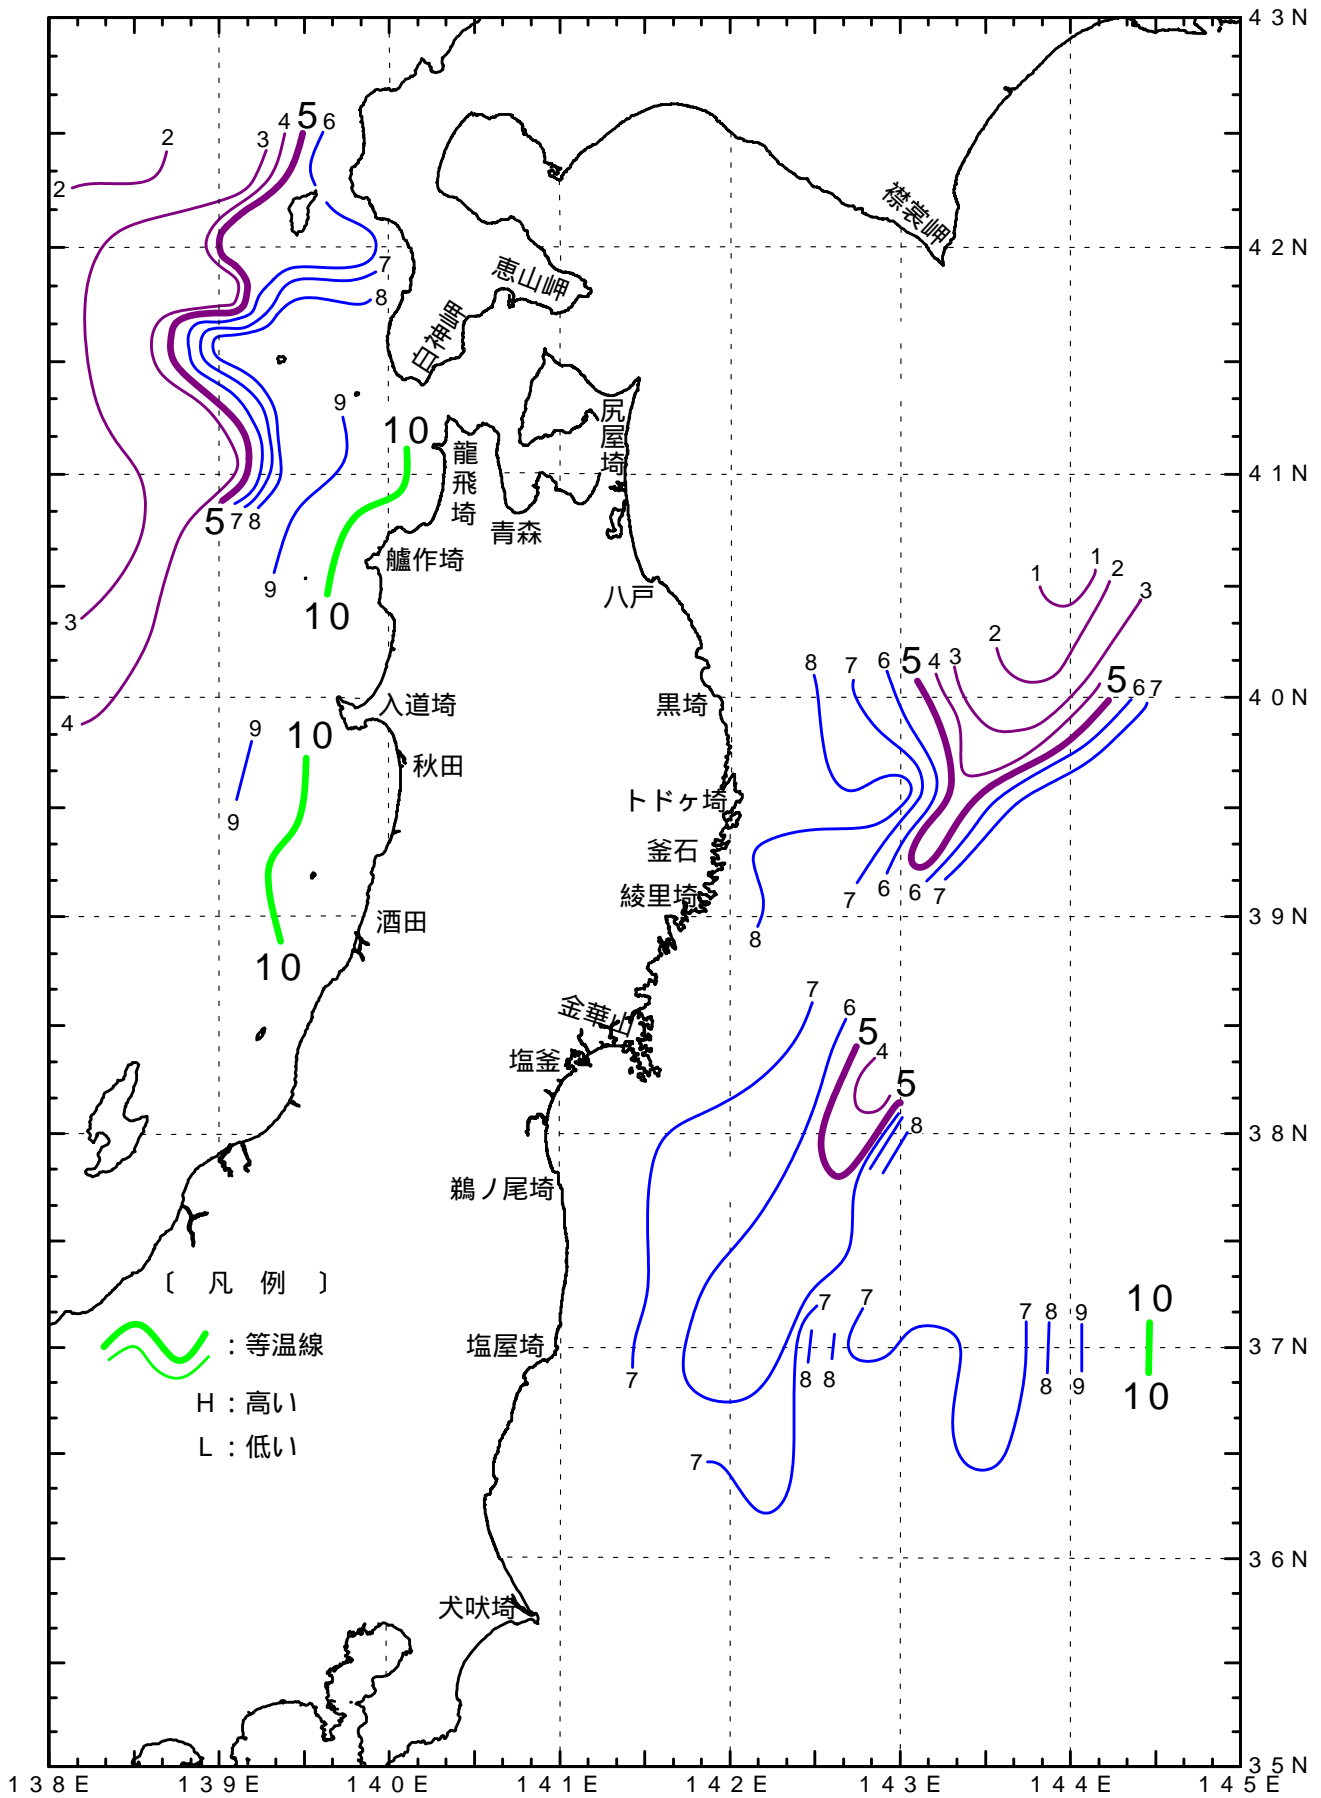 43N
5
6
4
3
2
2
襟裳岬
42N
恵山岬
7
8
白神岬
9
10
尻屋埼
龍飛埼
41N
5 7 8
青森
艫作埼
9
八戸
10
3
1
1
2
3
2
8 7 6 5 4 3
5 6 7
40N
4
入道埼
黒埼
9
10
秋田
トドヶ埼
9
釜石
綾里埼
7 6 6 7
39N
酒田
8
10
7
6
金華山
5
4
塩釜
5
8
38N
鵜ノ尾埼
〔 凡 例 〕
:等温線
H:高い
L:低い
7
7
7 8 9
10
塩屋埼
37N
7
8 8
8 9
10
7
36N
犬吠埼
35N
138E 139E 140E 141E 142E 143E 144E 145E